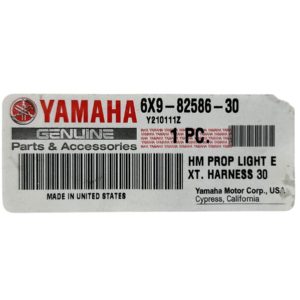 YAMAHA 6X9-82586-30
Y210111Z
GENUINE 1 PC.
Parts & Accessories
HM PROP LIGHT E
XT. HARNESS 30
MADE IN UNITED STATES
Yamaha Motor Corp., USA
Cypress, California